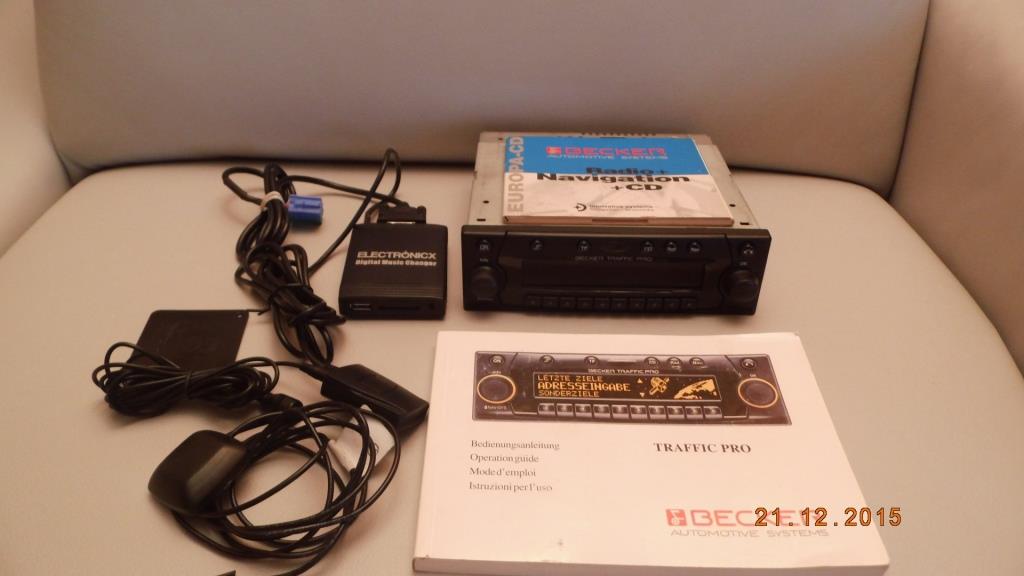 EUROPA-CD
BECKER
AUTOMOTIVE SYSTEMS
Radio+
Navigation
+CD
ELECTRONICX
Digital Music Changer
BECKER TRAFFIC PRO
BECKER TRAFFIC PRO
LETZTE ZIELE
ADRESSEINGABE
SONDERZIELE
Bedienungsanleitung
Operation guide
Mode d'emploi
Istruzioni per l'uso
TRAFFIC PRO
BECKER
AUTOMOTIVE SYSTEMS
21.12.2015